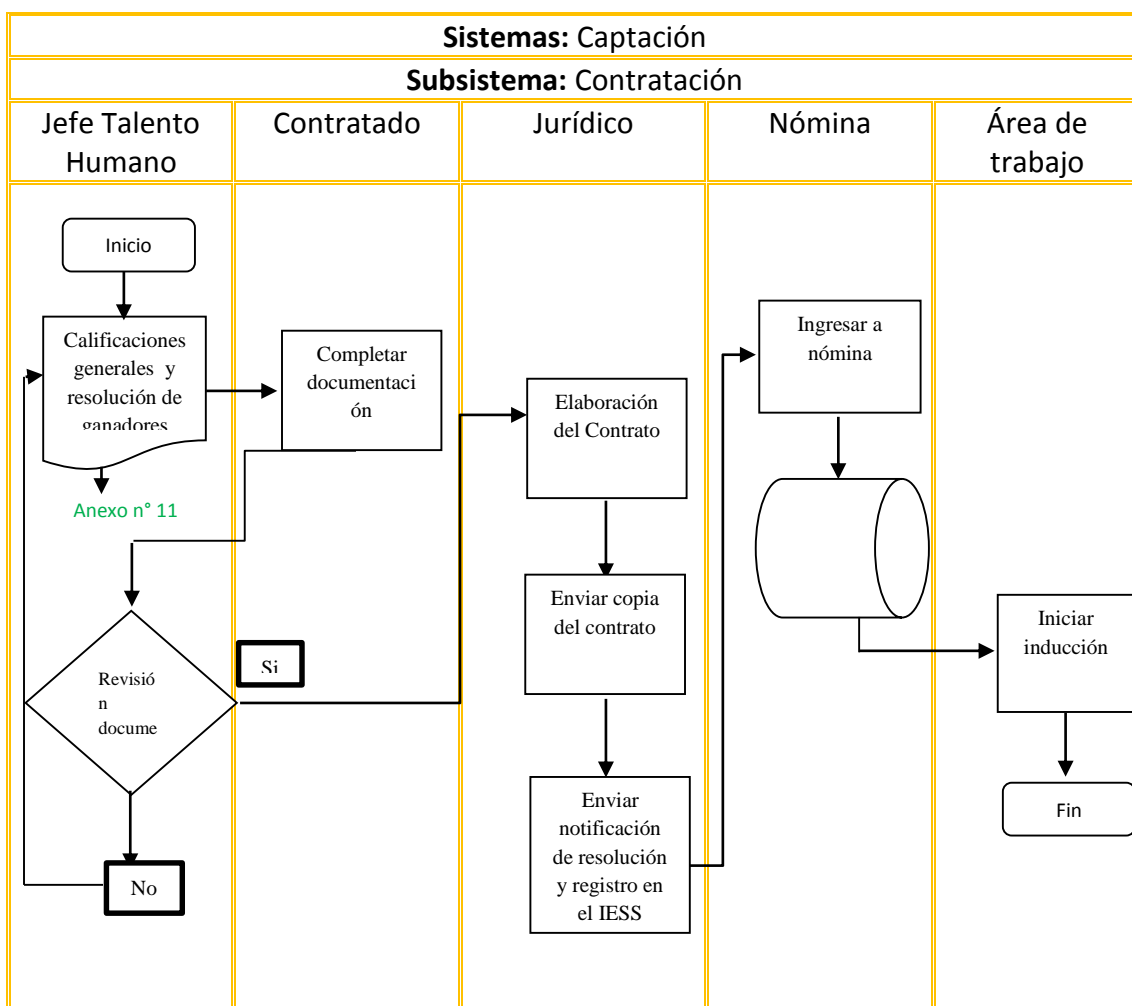 Sistemas: Captación
Subsistema: Contratación
Jefe Talento
Humano
Contratado
Jurídico
Nómina
Área de
trabajo
Inicio
Calificaciones
generales y
resolución de
ganadores
Anexo n° 11
Completar
documentaci
ón
Revisió
n
docume
Si
No
Elaboración
del Contrato
Enviar copia
del contrato
Enviar
notificación
de resolución
y registro en
el IESS
Ingresar a
nómina
Iniciar
inducción
Fin